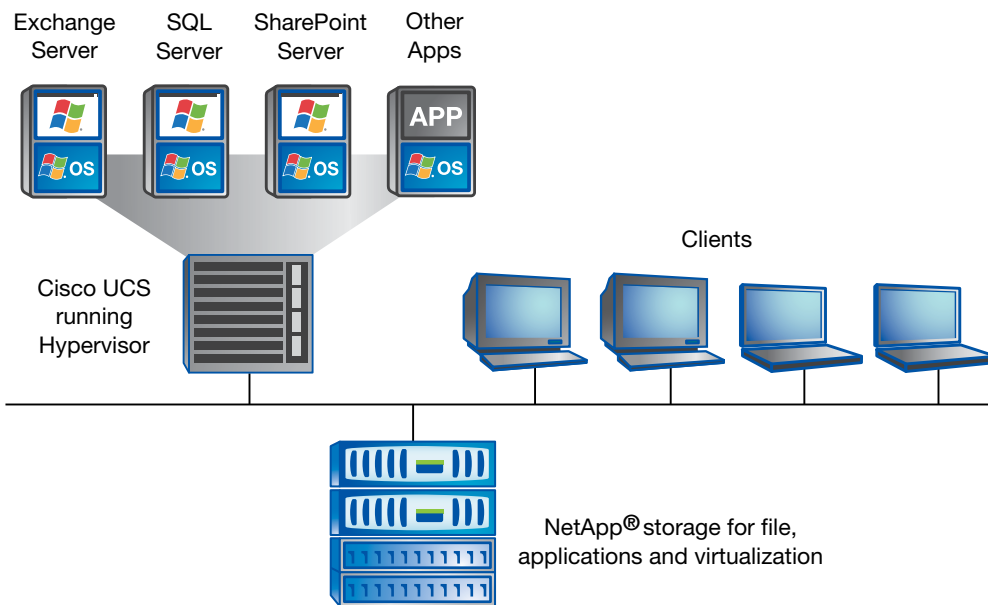 Exchange
Server
SQL
Server
SharePoint
Server
Other
Apps
APP
OS
OS
OS
OS
Cisco UCS
running
Hypervisor
Clients
NetApp® storage for file,
applications and virtualization